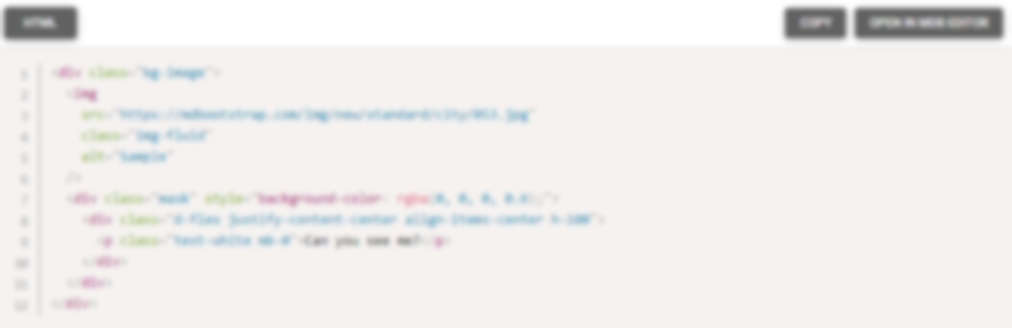 HTML
COPY
OPEN IN WEB EDITOR
1 <div class="bg-image">
2 <img
3 src="https://mdbootstrap.com/img/new/standard/city/053.jpg"
4 class="img-fluid"
5 alt="Sample"
6 />
7 <div class="mask" style="background-color: rgba(0, 0, 0, 0.6);">
8 <div class="d-flex justify-content-center align-items-center h-100">
9 <p class="text-white mb-0">Can you see me?</p>
10 </div>
11 </div>
12 </div>